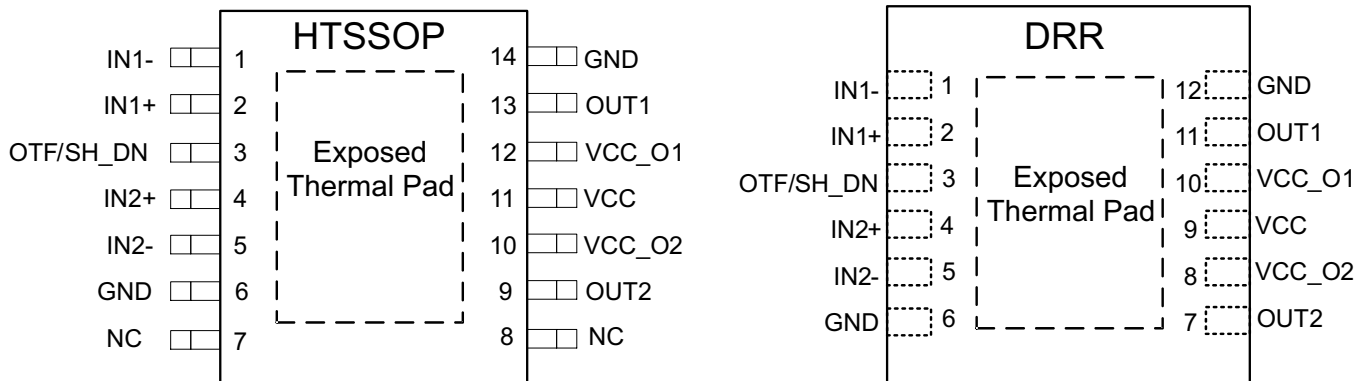 HTSSOP
IN1- 1
IN1+ 2
OTF/SH_DN 3
IN2+ 4
IN2- 5
GND 6
NC 7
Exposed
Thermal Pad
14 GND
13 OUT1
12 VCC_O1
11 VCC
10 VCC_O2
9 OUT2
8 NC
DRR
IN1- 1
IN1+ 2
OTF/SH_DN 3
IN2+ 4
IN2- 5
GND 6
Exposed
Thermal Pad
12 GND
11 OUT1
10 VCC_O1
9 VCC
8 VCC_O2
7 OUT2